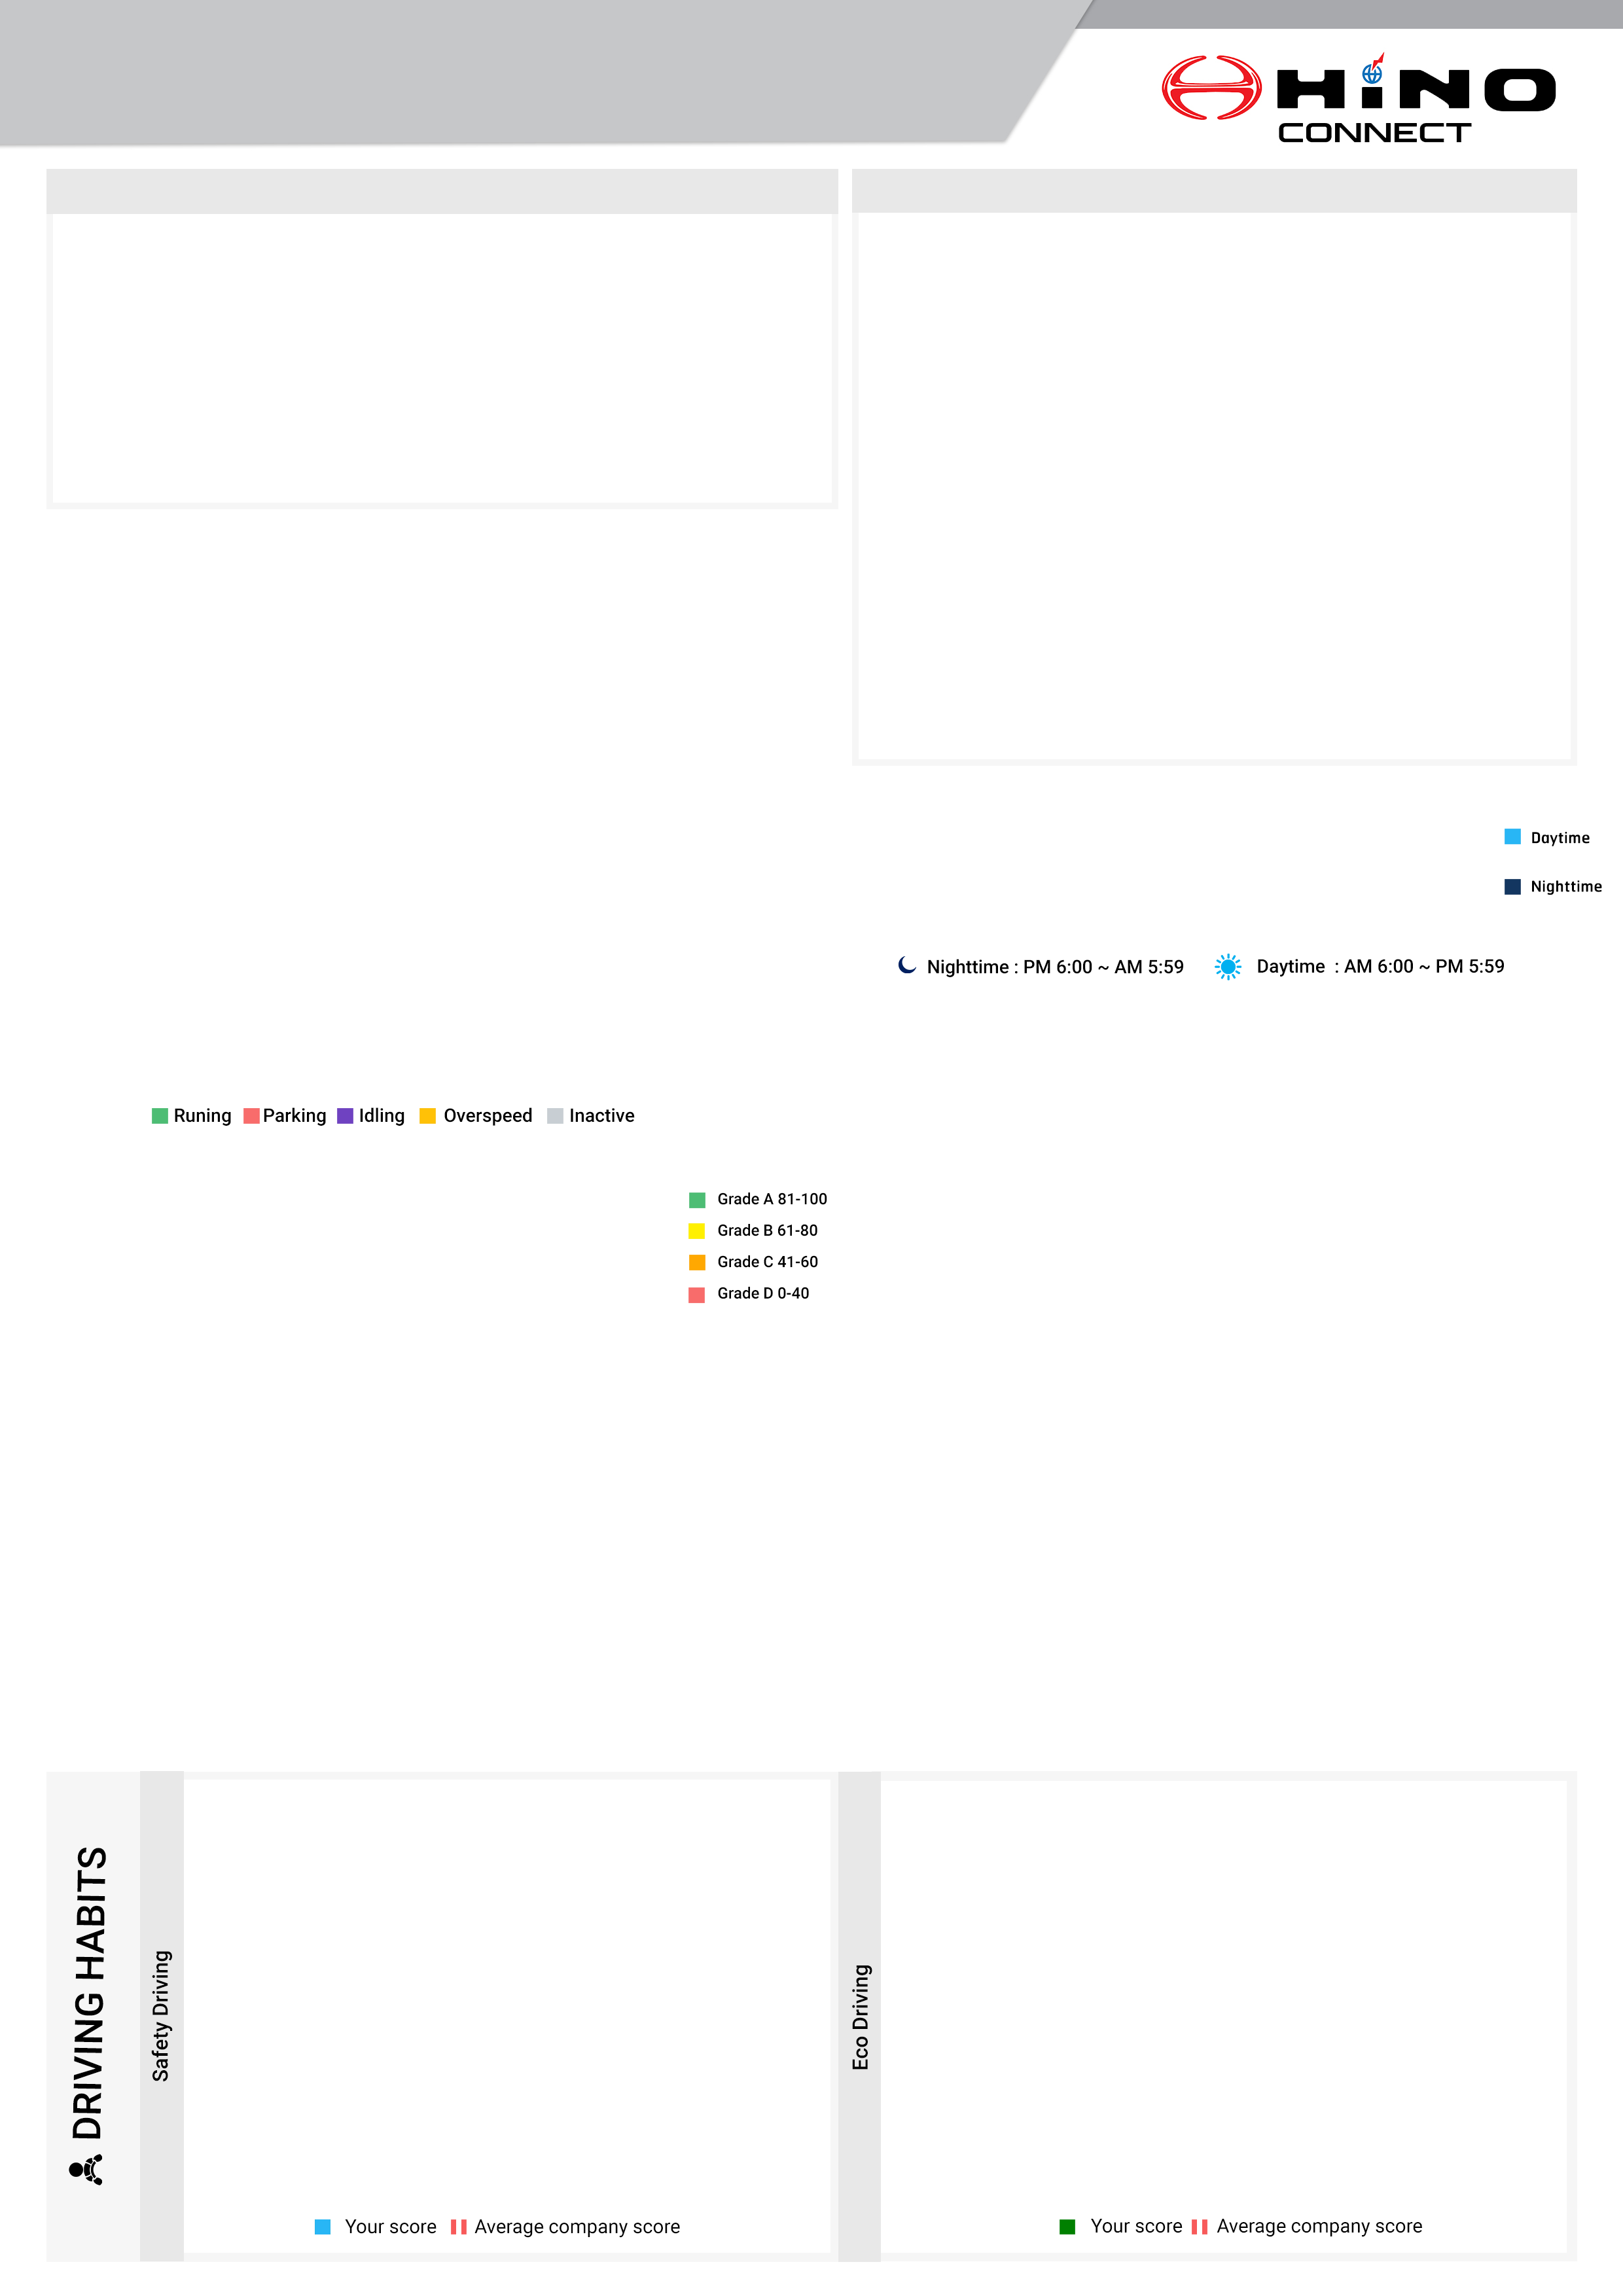 HINO
CONNECT
Daytime
Nighttime
Nighttime : PM 6:00 ~ AM 5:59
Daytime : AM 6:00 ~ PM 5:59
Runing
Parking
Idling
Overspeed
Inactive
Grade A 81-100
Grade B 61-80
Grade C 41-60
Grade D 0-40
DRIVING HABITS
Safety Driving
Your score
Average company score
Eco Driving
Your score
Average company score